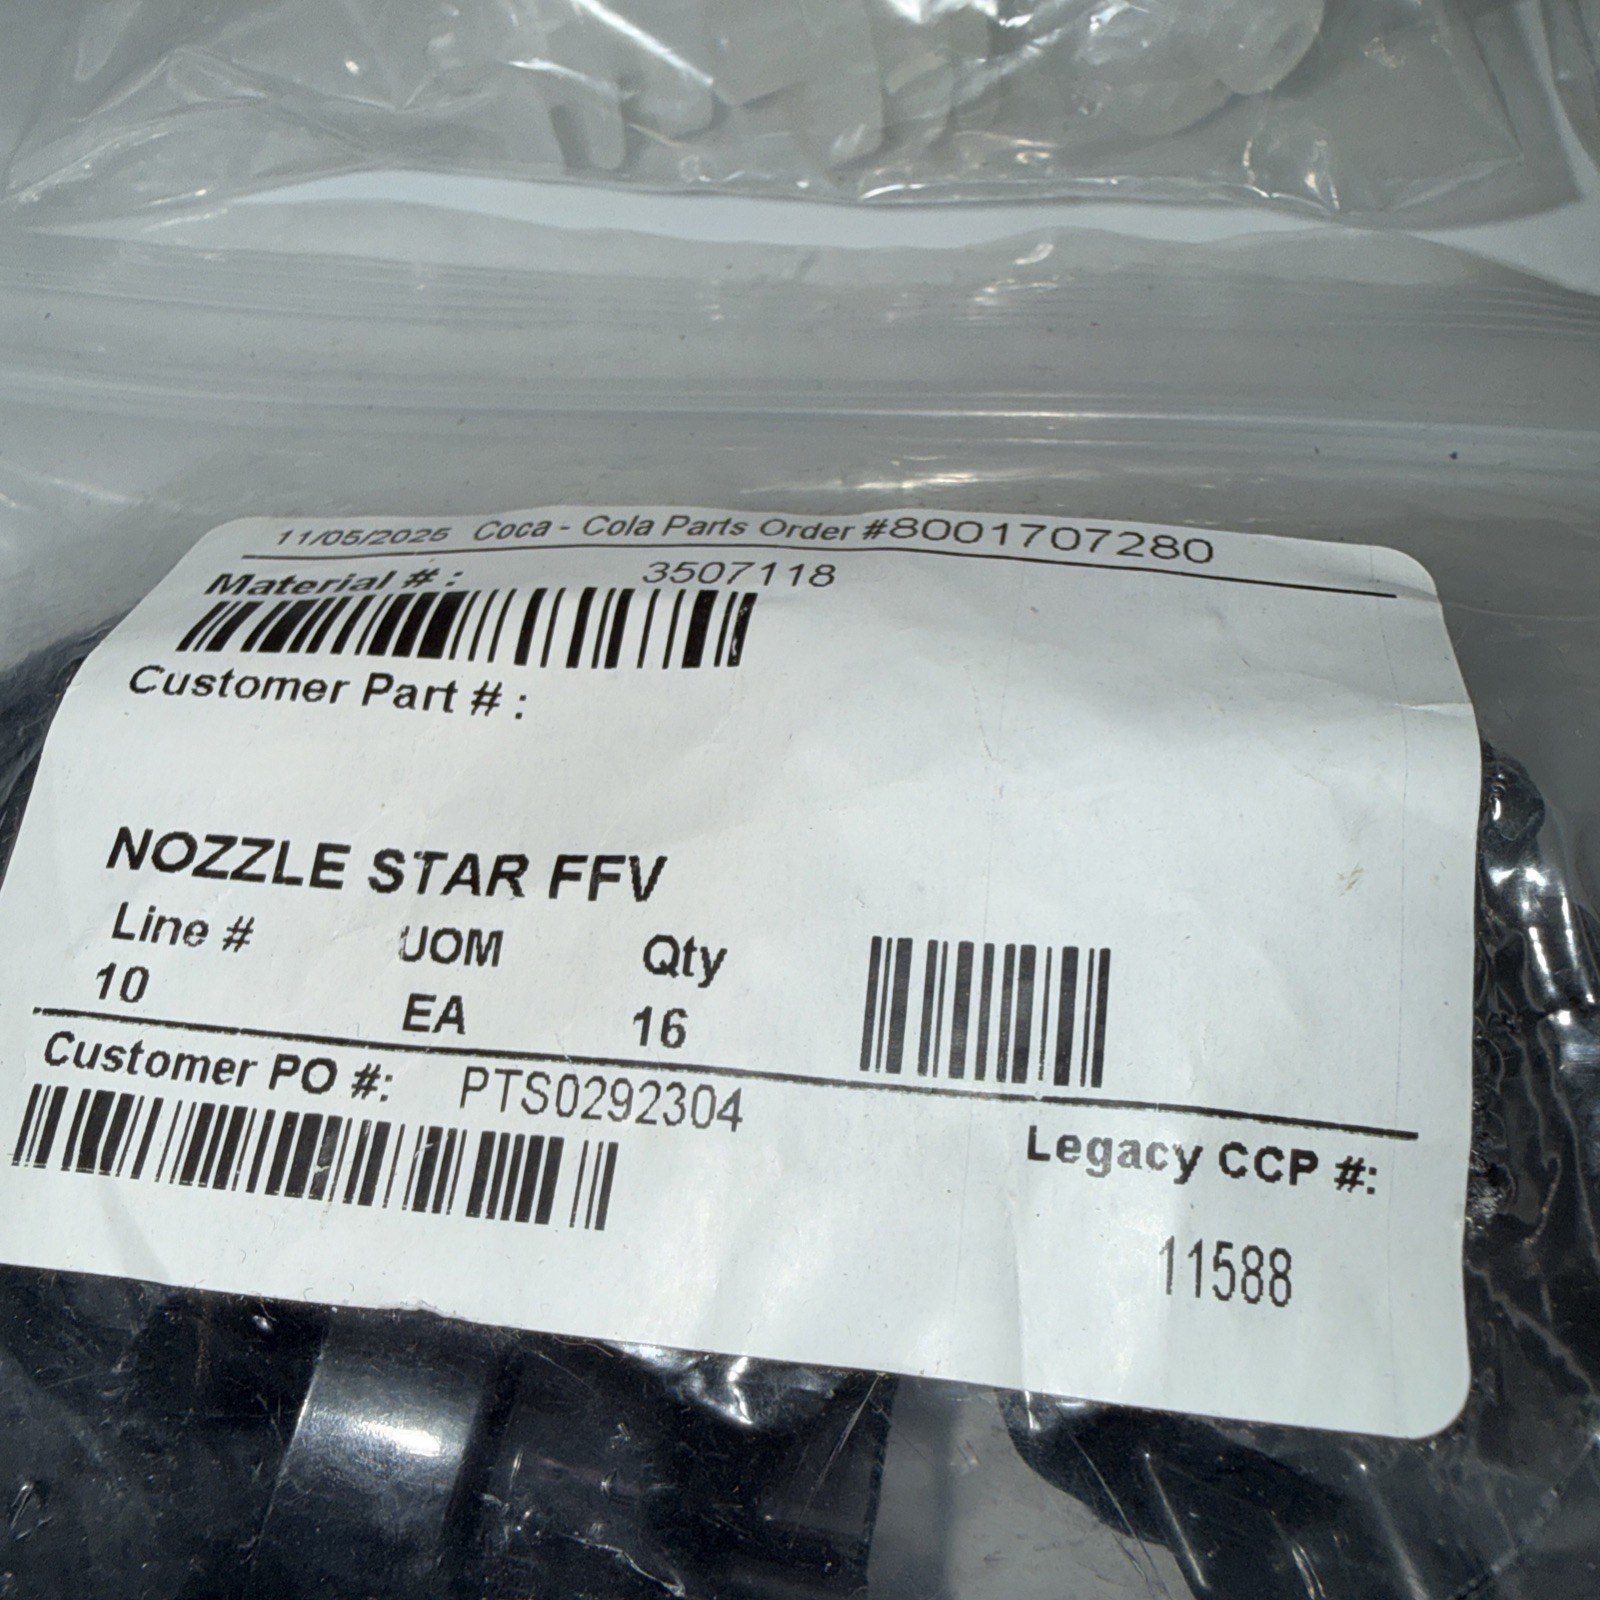 11/05/2025 Coca - Cola Parts Order #8001707280
Material # : 3507118
Customer Part # :
NOZZLE STAR FFV
Line # UOM Qty
10 EA 16
Customer PO #: PTS0292304
Legacy CCP #:
11588